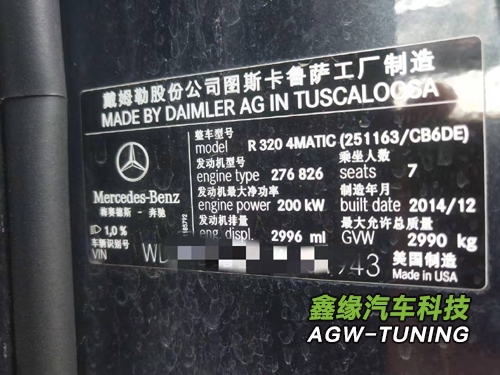 戴姆勒股份公司图斯卡鲁萨工厂制造
MADE BY DAIMLER AG IN TUSCALOOSA
整车型号
model R 320 4MATIC (251163/CB6DE)
发动机型号 乘坐人数
engine type 276 826 seats 7
发动机最大净功率 制造年月
engine power 200 kW built date 2014/12
发动机排量 最大允许总质量
eng. displ. 2996 ml GVW 2990 kg
Mercedes-Benz
梅赛德斯-奔驰
1,0 %
车辆识别号 美国制造
VIN WD 943 Made in USA
鑫缘汽车科技
AGW-TUNING